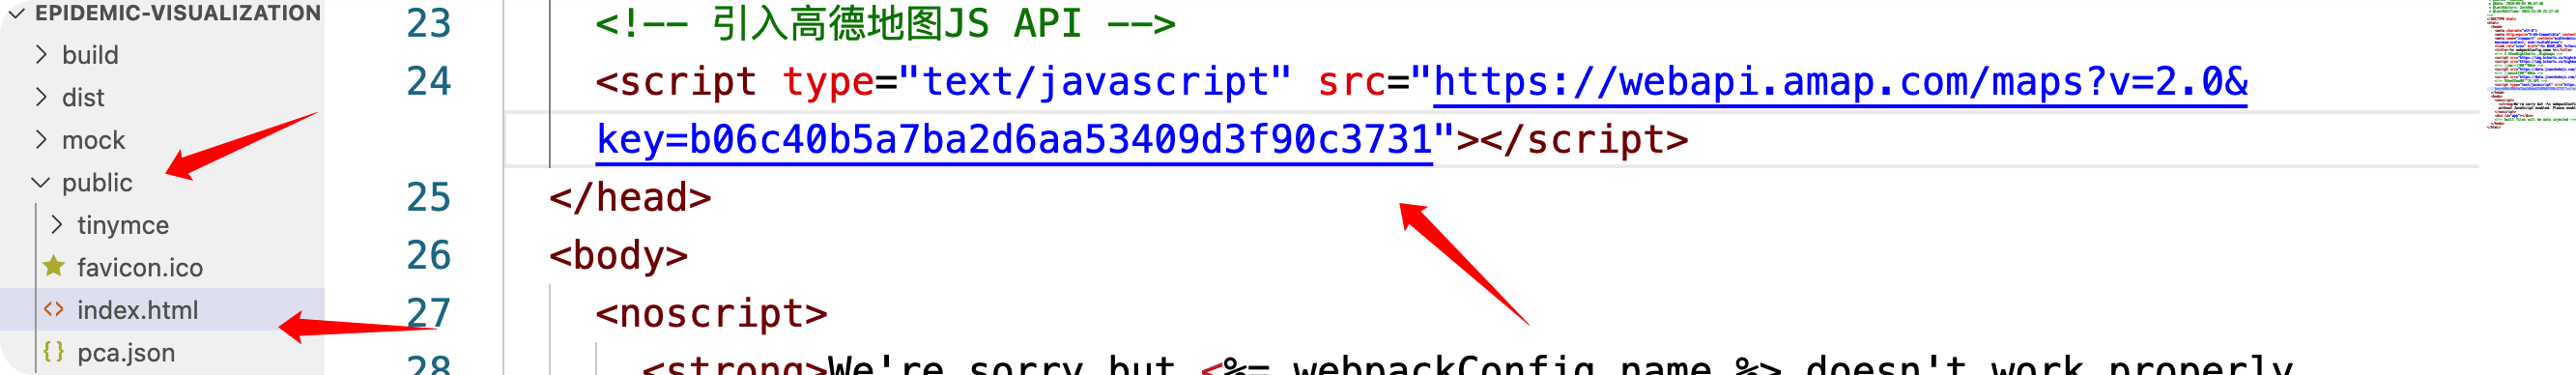 EPIDEMIC-VISUALIZATION
build
dist
mock
public
tinymce
favicon.ico
index.html
pca.json
23 <!-- 引入高德地图JS API -->
24 <script type="text/javascript" src="https://webapi.amap.com/maps?v=2.0&
key=b06c40b5a7ba2d6aa53409d3f90c3731"></script>
25 </head>
26 <body>
27 <noscript>
28 <strong>We're sorry but <%= webpackConfig.name %> doesn't work properly